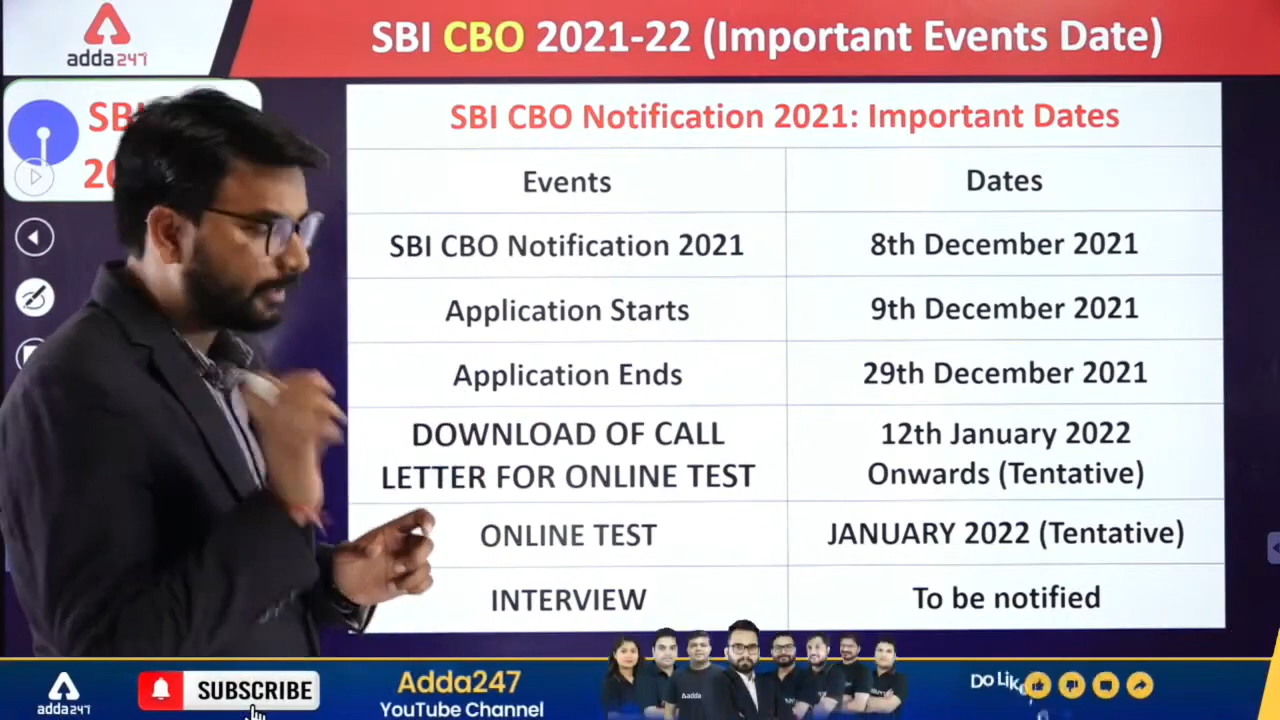 adda247
SBI CBO 2021-22 (Important Events Date)
SBI CBO Notification 2021: Important Dates
Events
Dates
SBI CBO Notification 2021
8th December 2021
Application Starts
9th December 2021
Application Ends
29th December 2021
DOWNLOAD OF CALL
LETTER FOR ONLINE TEST
12th January 2022
Onwards (Tentative)
ONLINE TEST
JANUARY 2022 (Tentative)
INTERVIEW
To be notified
adda247
SUBSCRIBE
Adda247
YouTube Channel
DO